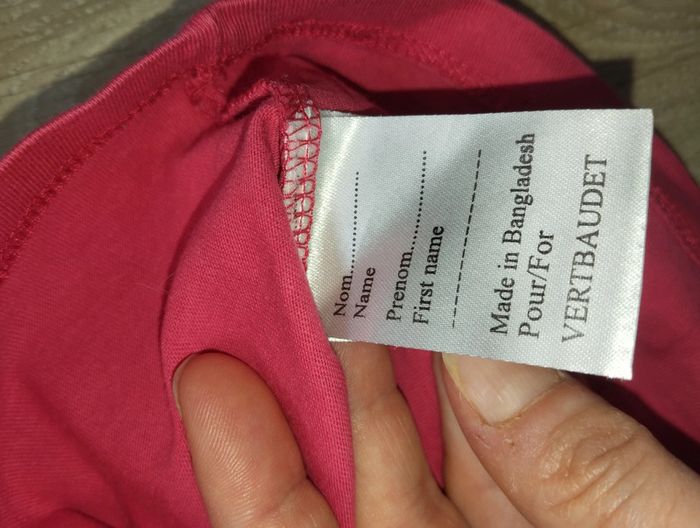 Nom....................
Name
Prenom....................
First name
--------------------
Made in Bangladesh
Pour/For
VERTBAUDET